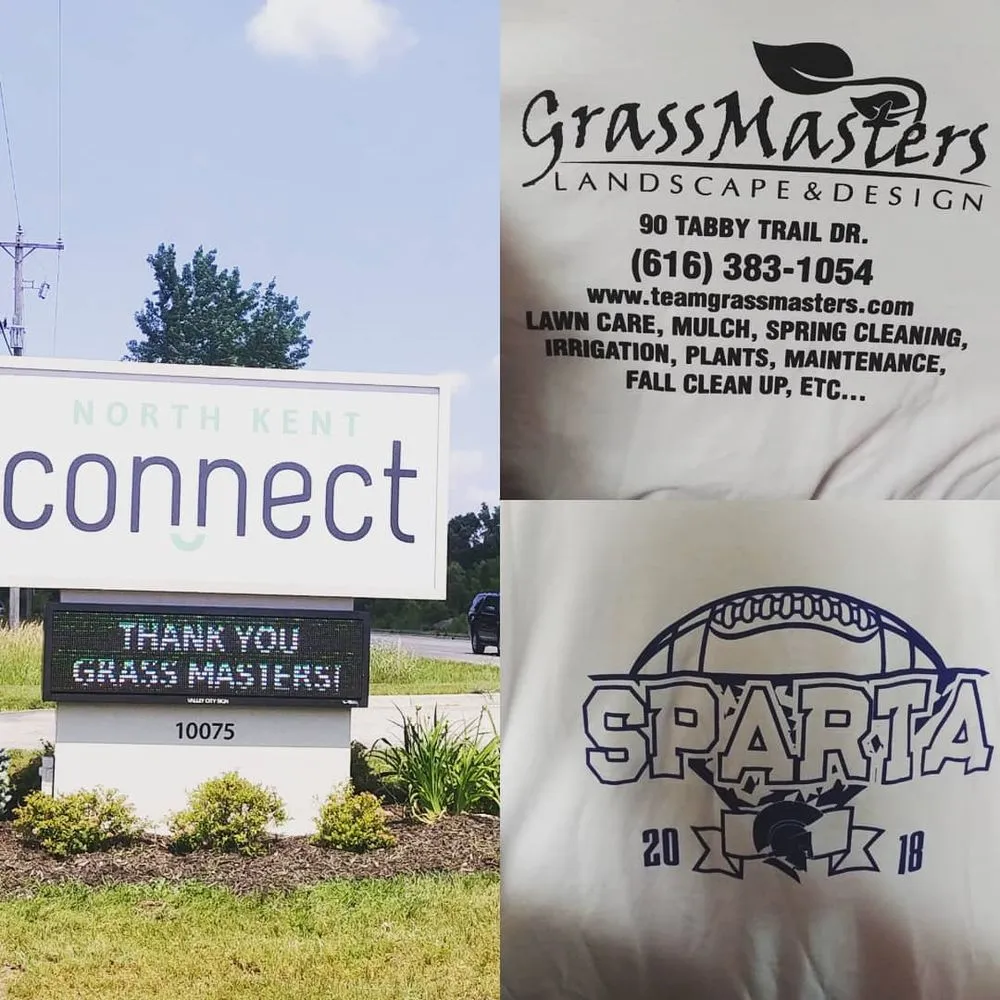 NORTH KENT
connect
THANK YOU
GRASS MASTERS!
VALLEY CITY SIGN
10075
GrassMasters
LANDSCAPE & DESIGN
90 TABBY TRAIL DR.
(616) 383-1054
www.teamgrassmasters.com
LAWN CARE, MULCH, SPRING CLEANING,
IRRIGATION, PLANTS, MAINTENANCE,
FALL CLEAN UP, ETC...
SPARTA
20 18